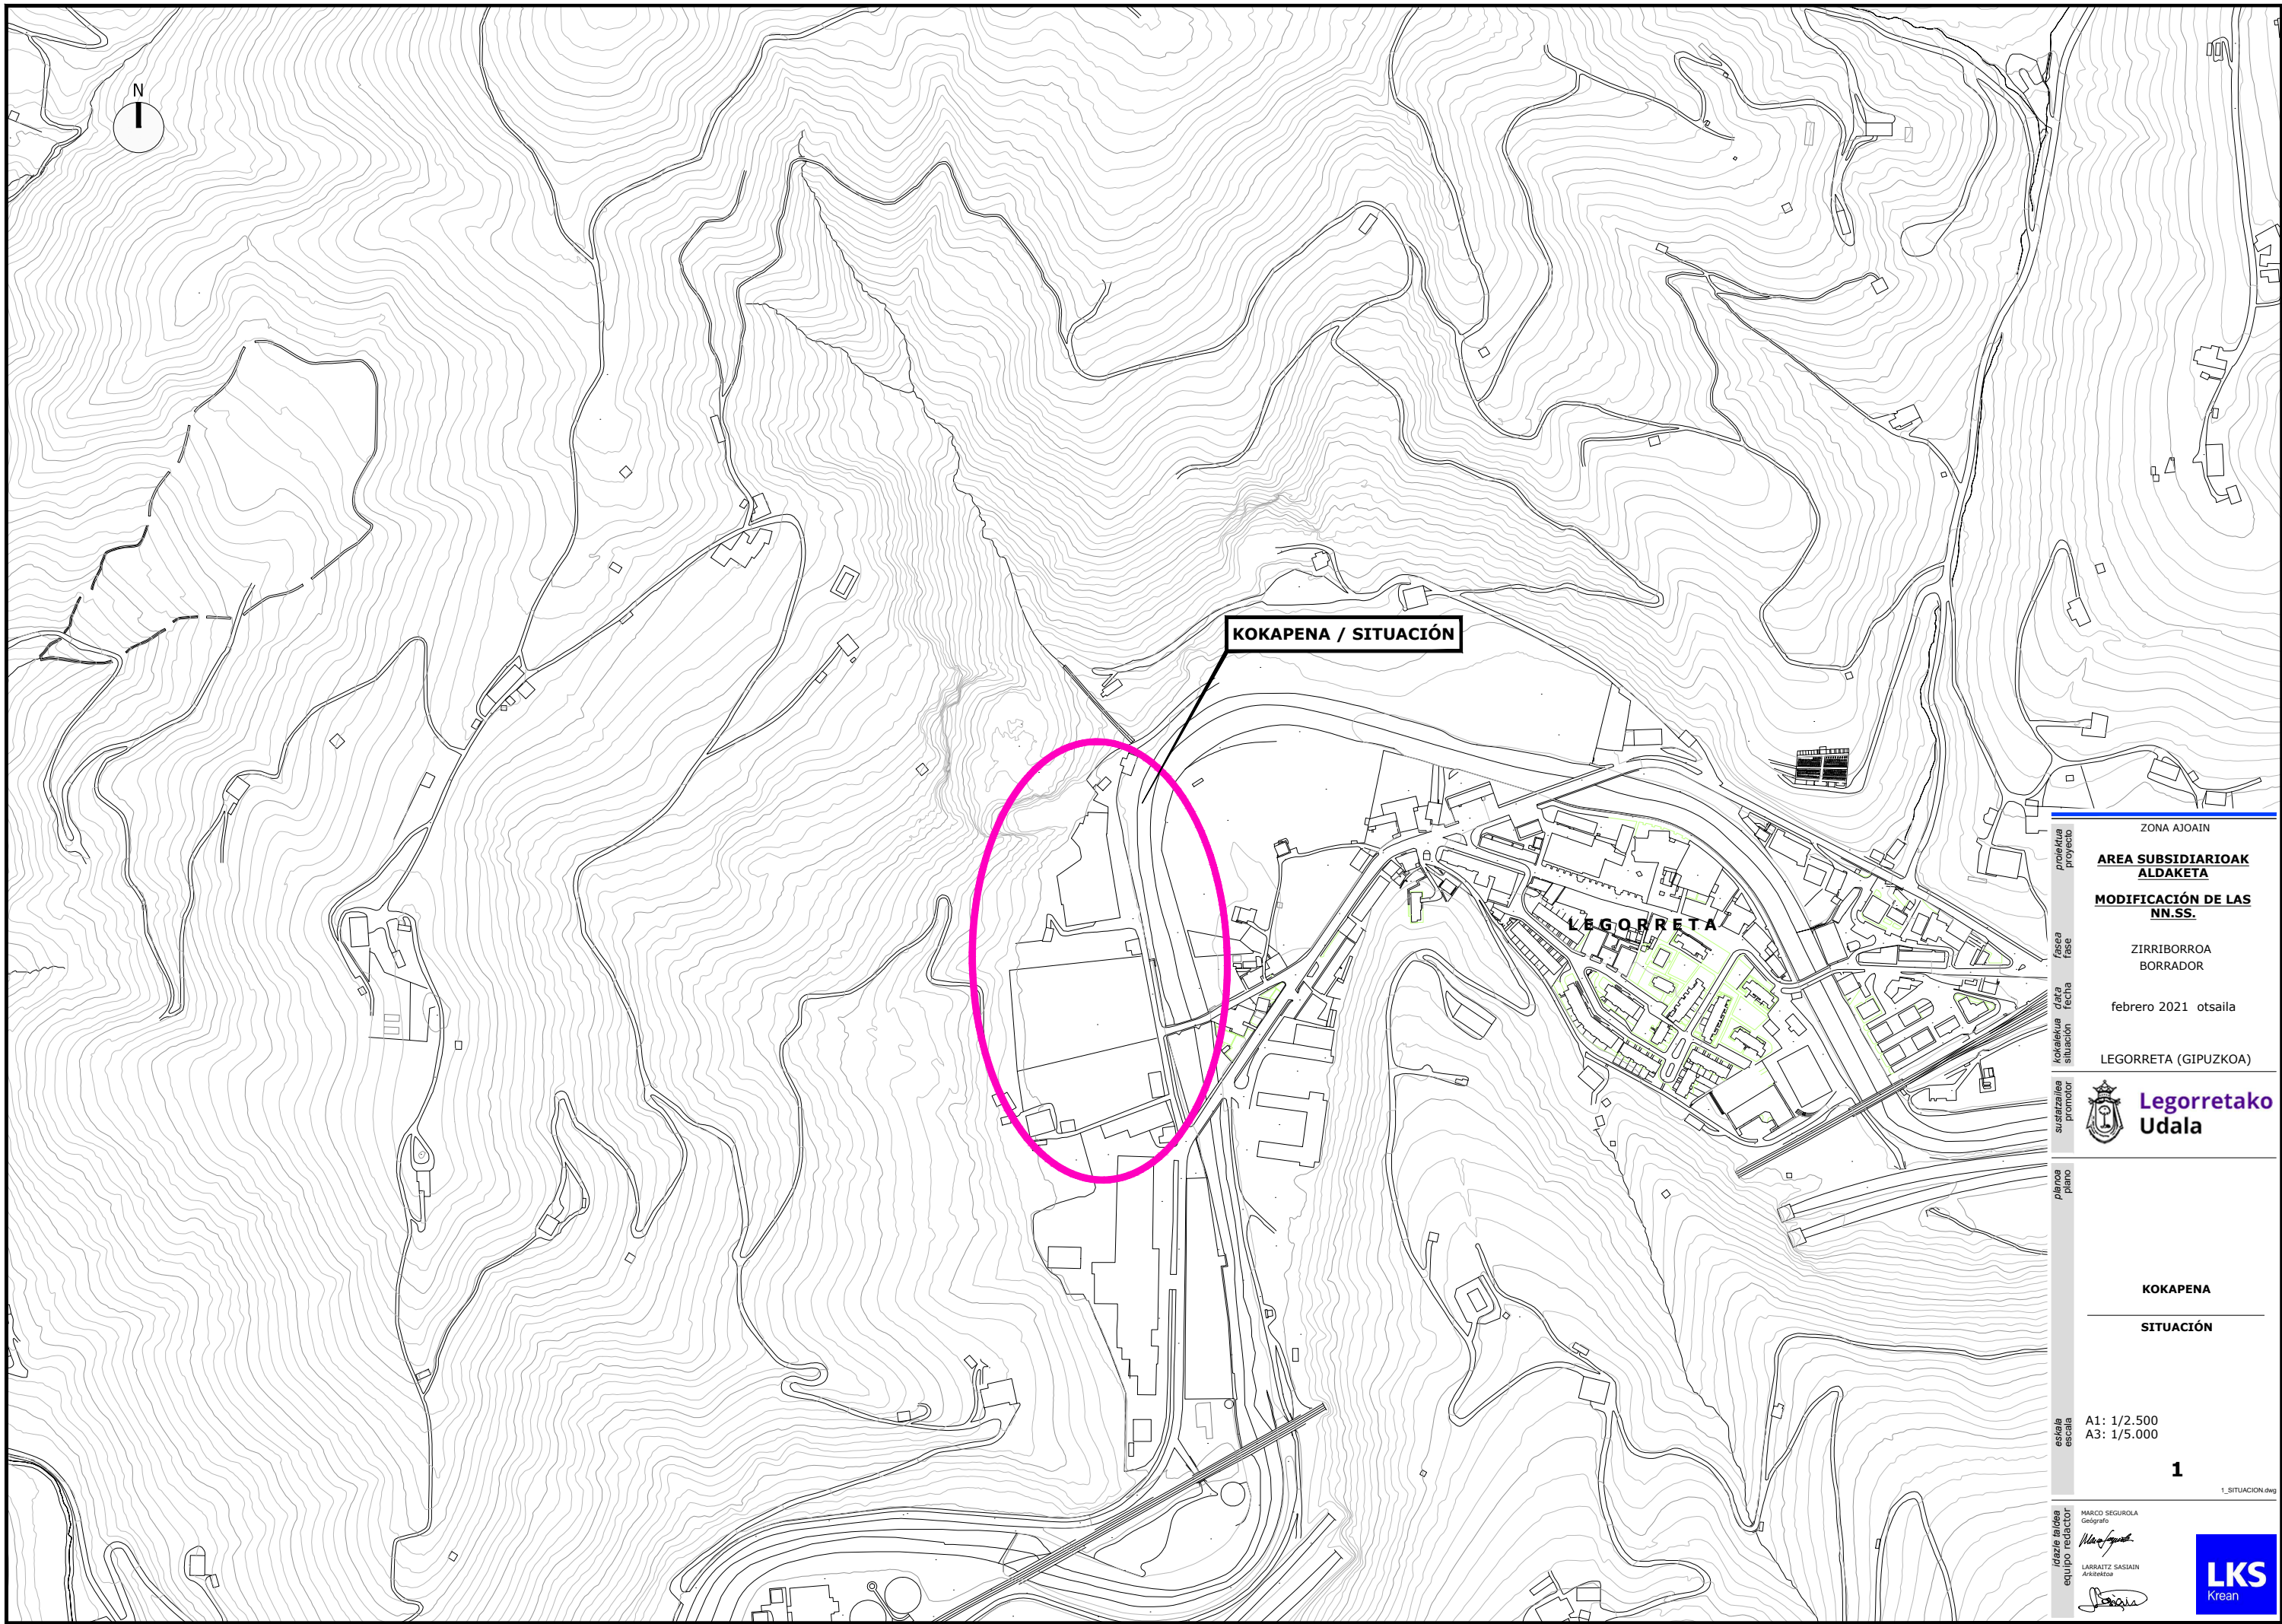 N
KOKAPENA / SITUACIÓN
LEGORRETA
proiektua
proyecto
ZONA AJOAIN
AREA SUBSIDIARIOAK
ALDAKETA
MODIFICACIÓN DE LAS
NN.SS.
fasea
fase
ZIRRIBORROA
BORRADOR
data
fecha
febrero 2021 otsaila
kokalekua
situación
LEGORRETA (GIPUZKOA)
sustatzailea
promotor
Legorretako
Udala
planoa
plano
KOKAPENA
SITUACIÓN
eskala
escala
A1: 1/2.500
A3: 1/5.000
1
1_SITUACION.dwg
idazle taldea
equipo redactor
MARCO SEGUROLA
Geógrafo
LARRAITZ SASIAIN
Arkitektoa
LKS
Krean